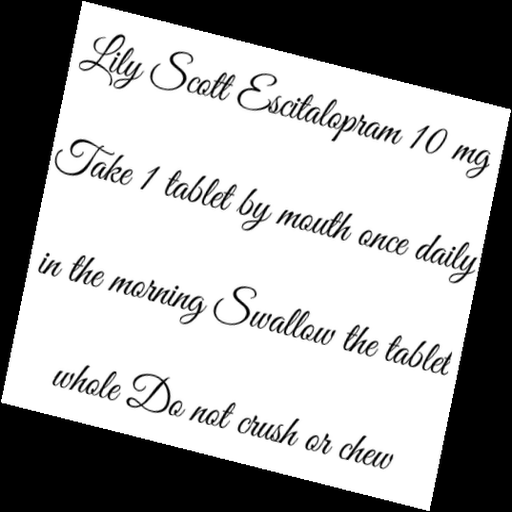 Lily Scott Escitalopram 10 mg
Take 1 tablet by mouth once daily
in the morning Swallow the tablet
whole Do not crush or chew